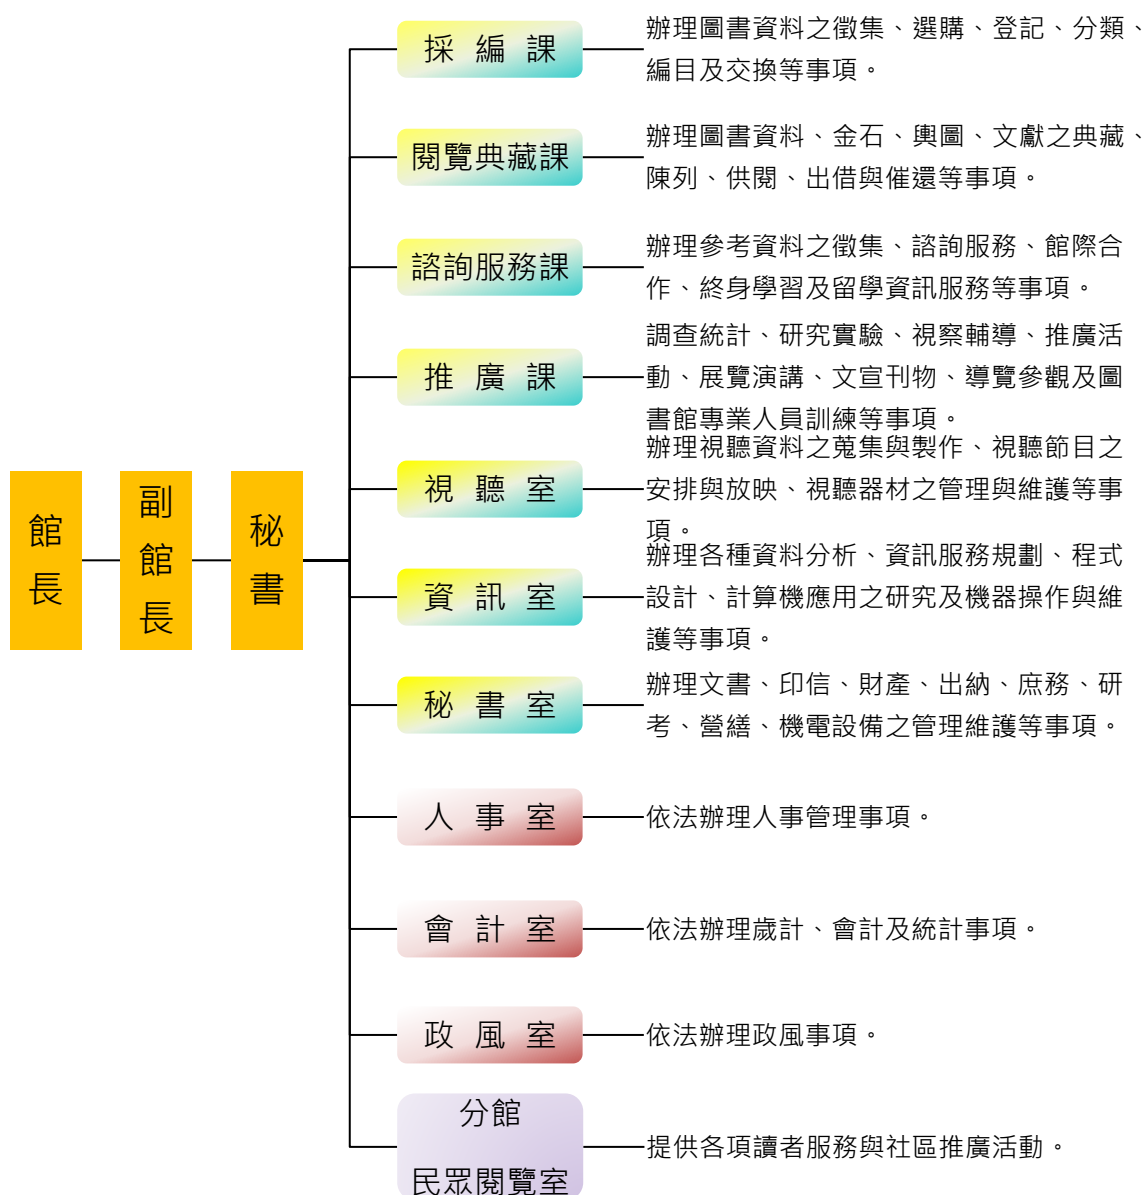 館長
副館長
秘書
採編課
辦理圖書資料之徵集、選購、登記、分類、
編目及交換等事項。
閱覽典藏課
辦理圖書資料、金石、輿圖、文獻之典藏、
陳列、供閱、出借與催還等事項。
諮詢服務課
辦理參考資料之徵集、諮詢服務、館際合
作、終身學習及留學資訊服務等事項。
推廣課
調查統計、研究實驗、視察輔導、推廣活
動、展覽演講、文宣刊物、導覽參觀及圖
書館專業人員訓練等事項。
視聽室
辦理視聽資料之蒐集與製作、視聽節目之
安排與放映、視聽器材之管理與維護等事
項。
資訊室
辦理各種資料分析、資訊服務規劃、程式
設計、計算機應用之研究及機器操作與維
護等事項。
秘書室
辦理文書、印信、財產、出納、庶務、研
考、營繕、機電設備之管理維護等事項。
人事室
依法辦理人事管理事項。
會計室
依法辦理歲計、會計及統計事項。
政風室
依法辦理政風事項。
分館
民眾閱覽室
提供各項讀者服務與社區推廣活動。